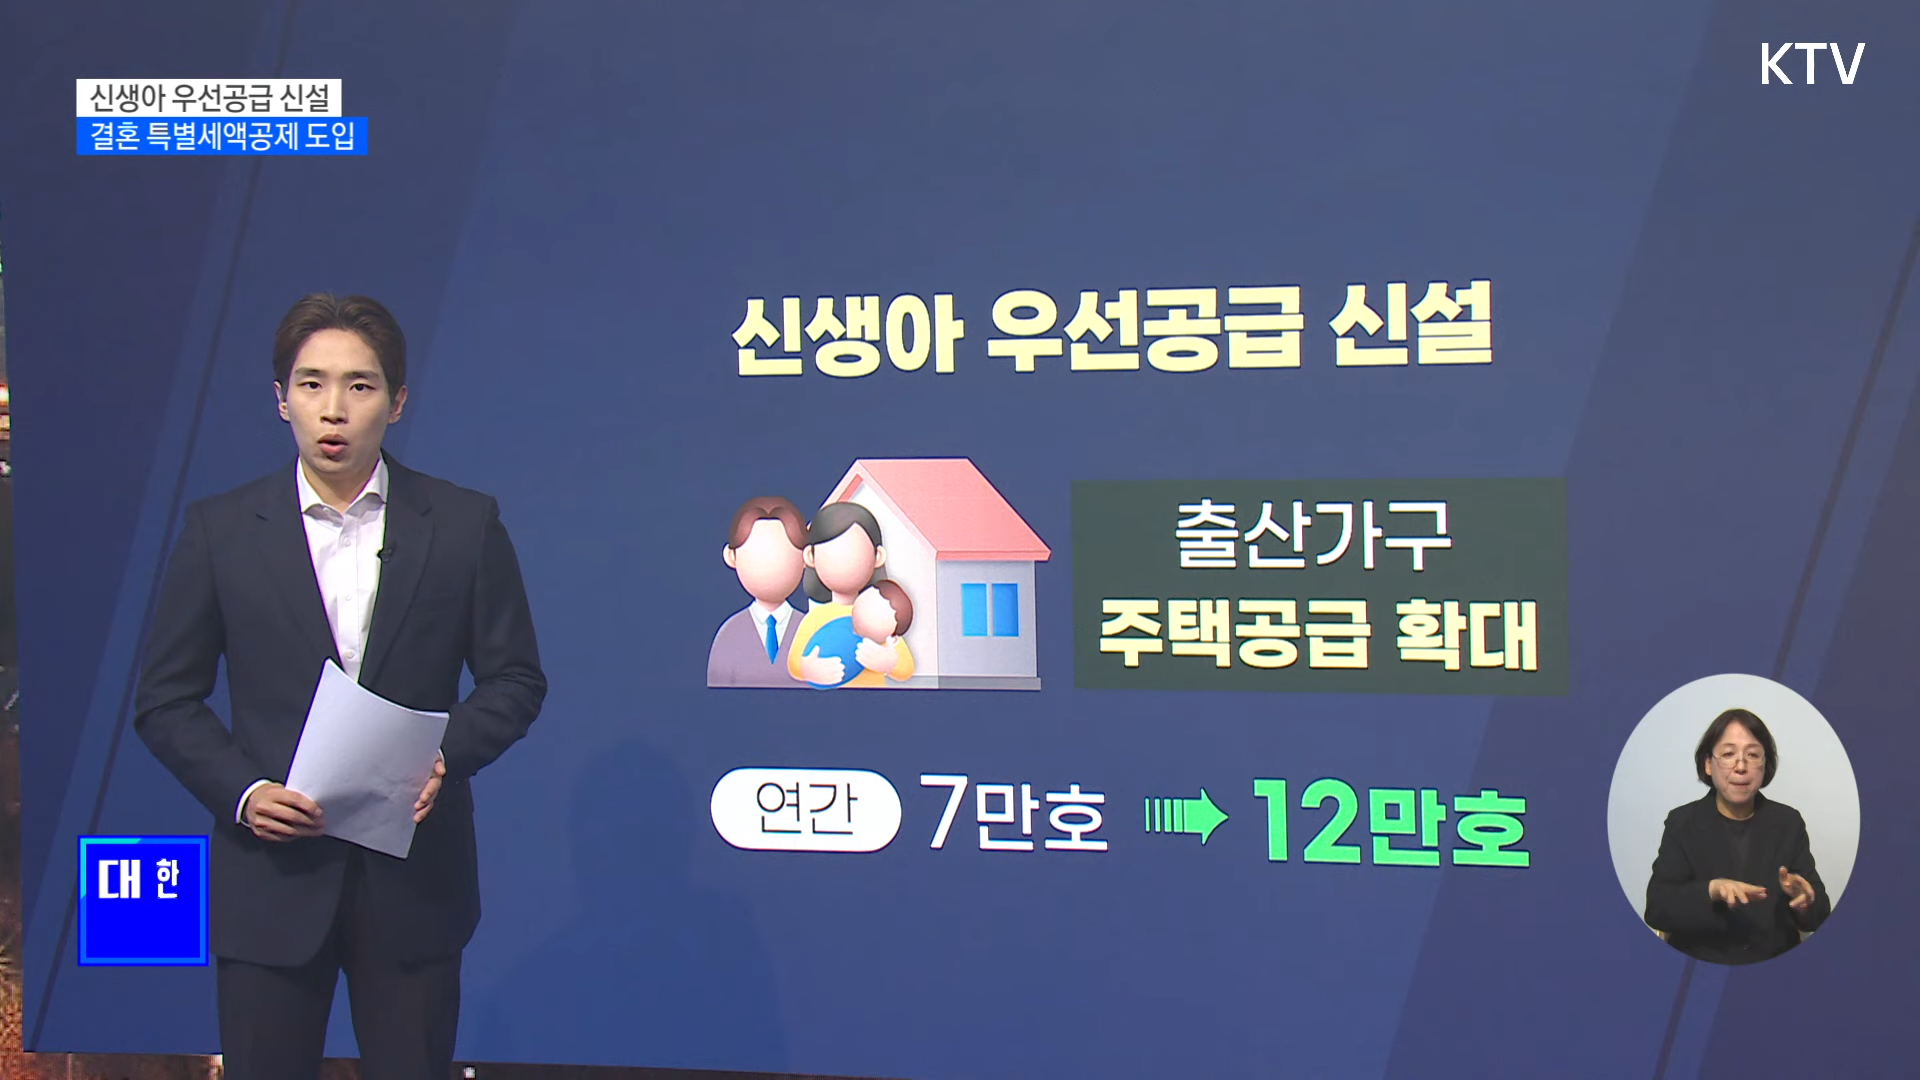 KTV
신생아 우선공급 신설
결혼 특별세액공제 도입
신생아 우선공급 신설
출산가구
주택공급 확대
연간 7만호 12만호
대한